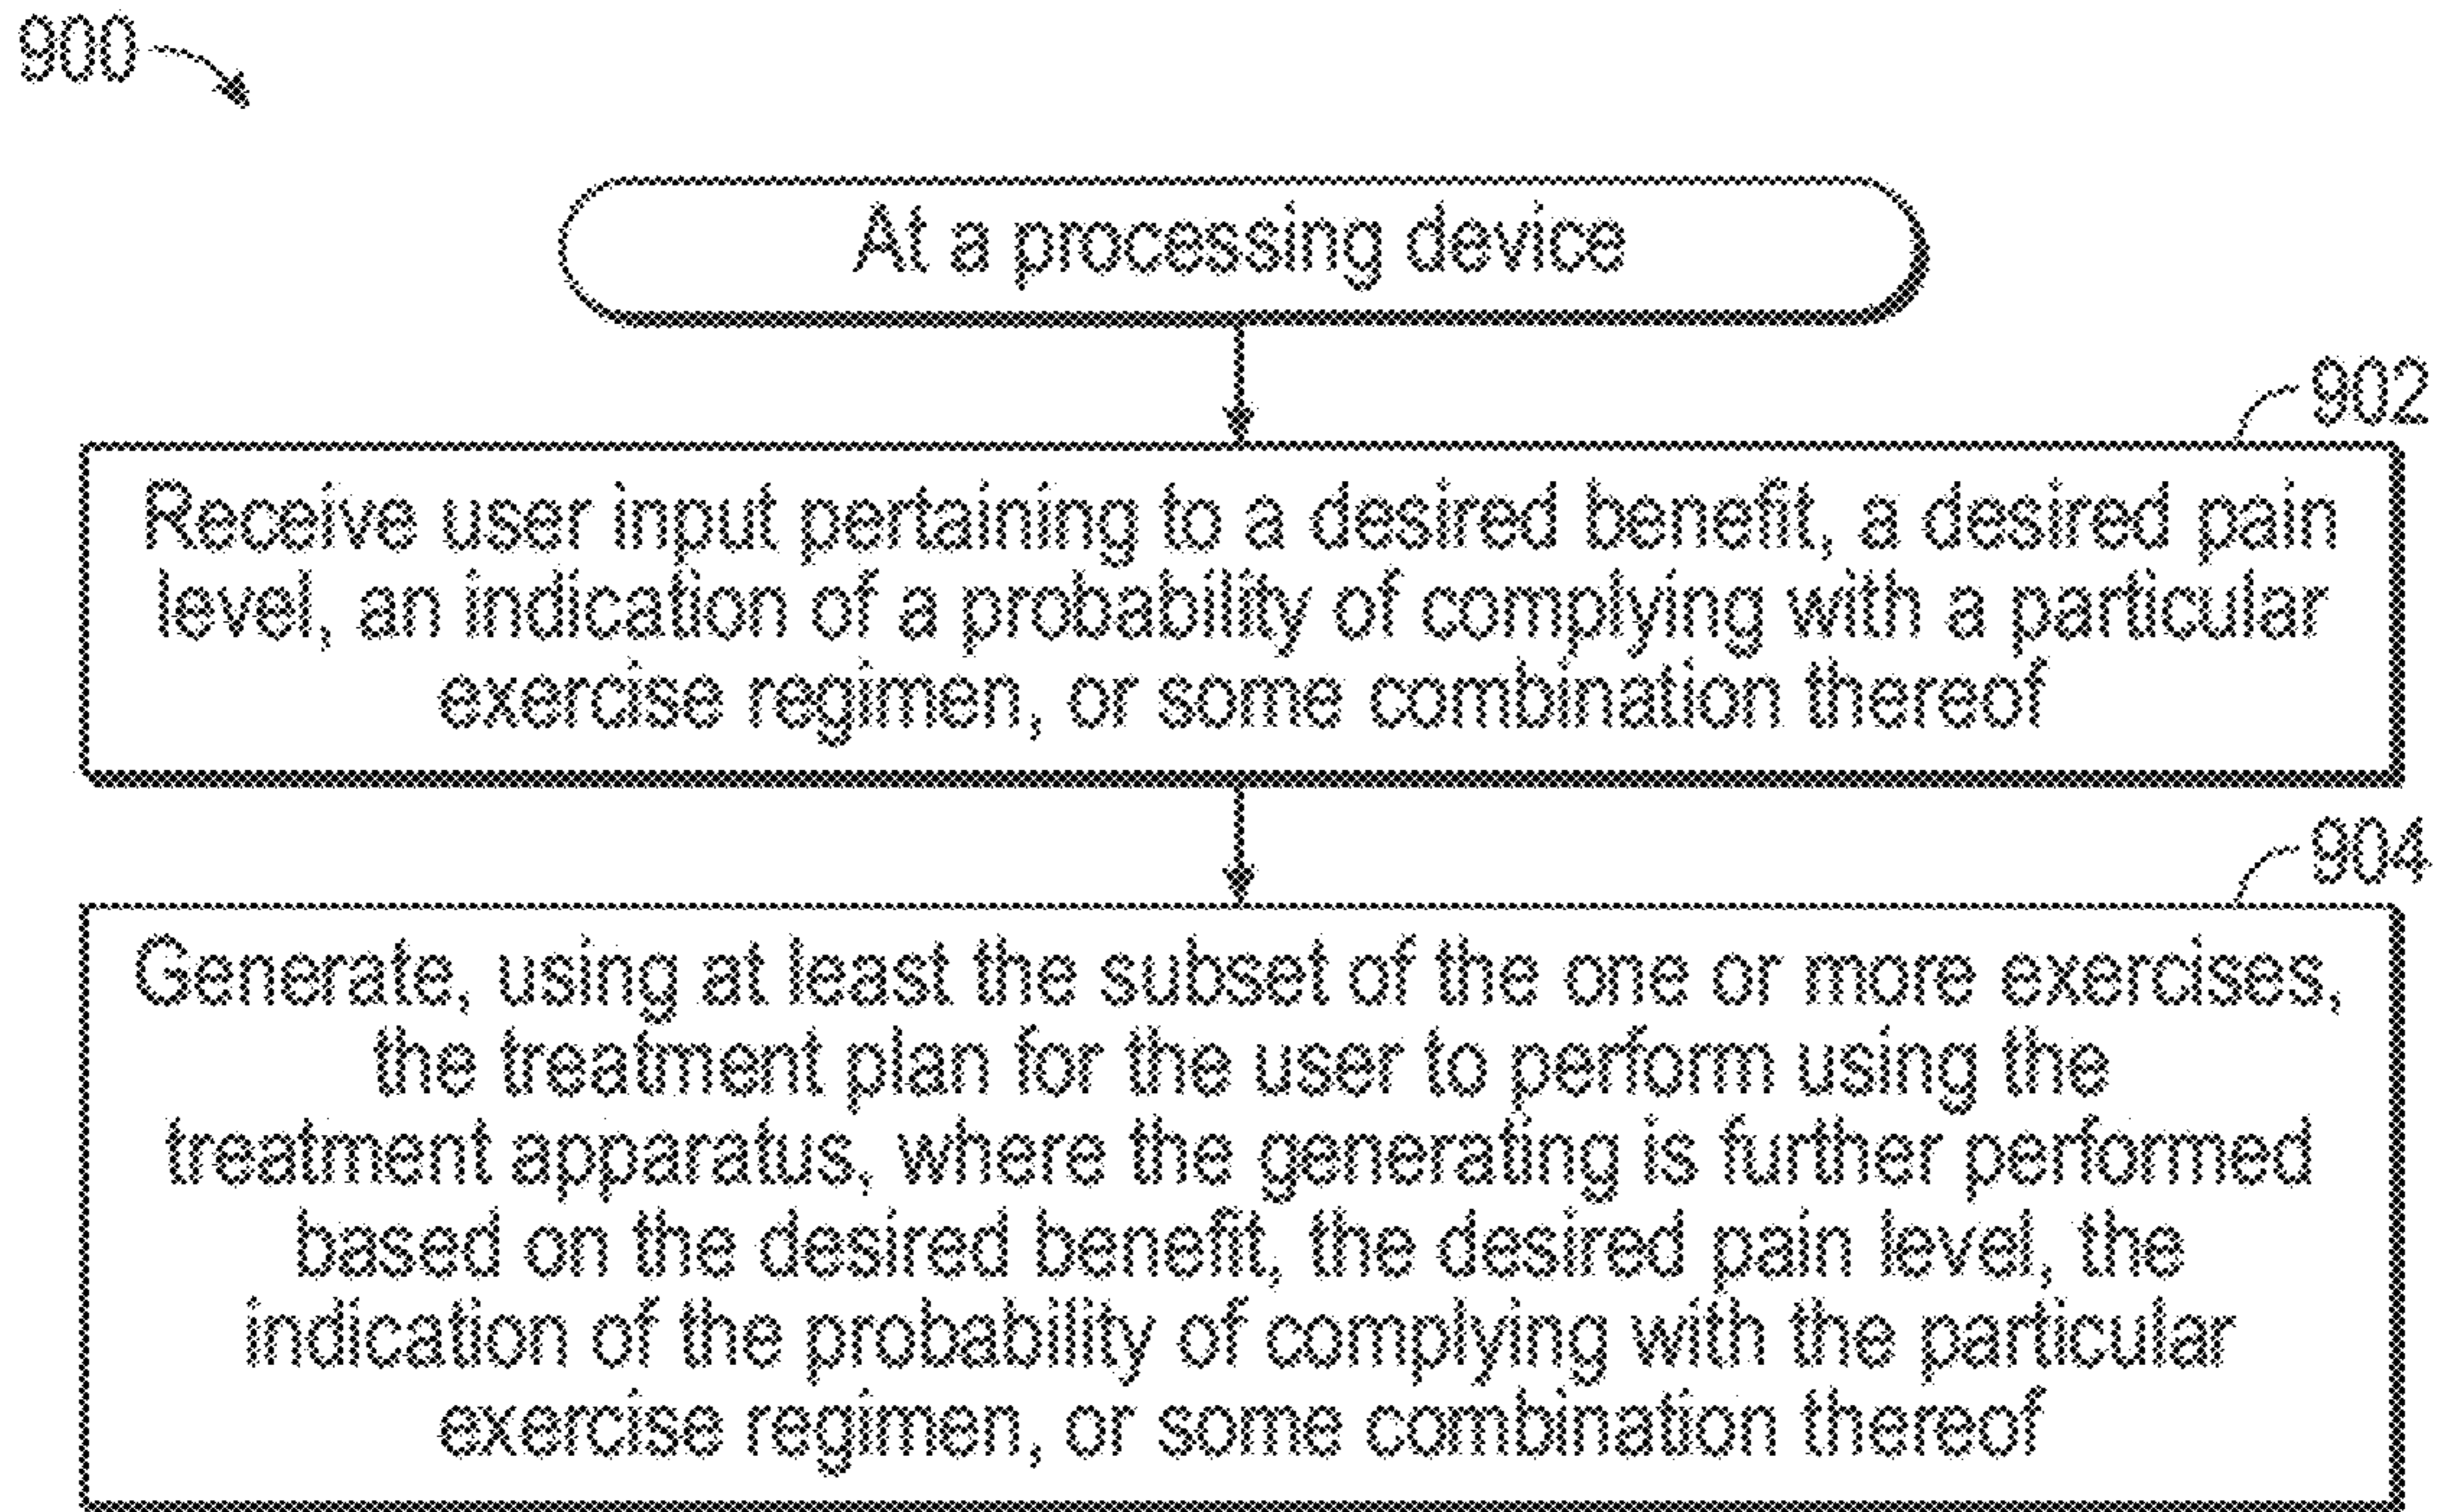 900
At a processing device
902
Receive user input pertaining to a desired benefit, a desired pain
level, an indication of a probability of complying with a particular
exercise regimen, or some combination thereof
904
Generate, using at least the subset of the one or more exercises,
the treatment plan for the user to perform using the
treatment apparatus, where the generating is further performed
based on the desired benefit, the desired pain level, the
indication of the probability of complying with the particular
exercise regimen, or some combination thereof